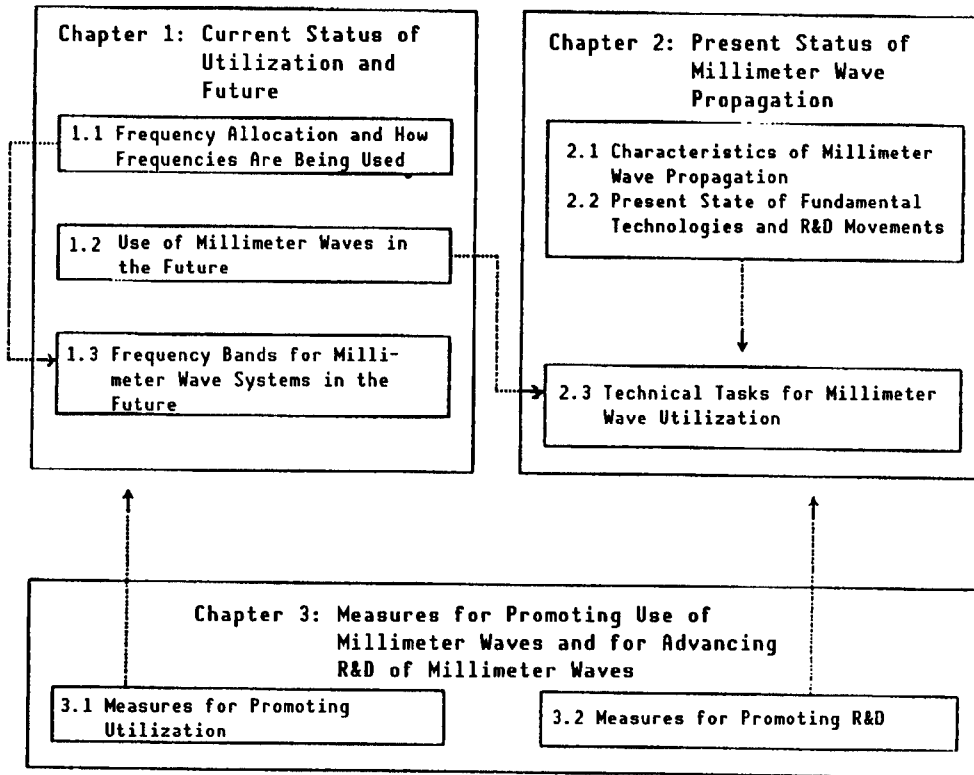 Chapter 1: Current Status of
Utilization and
Future
1.1 Frequency Allocation and How
Frequencies Are Being Used
1.2 Use of Millimeter Waves in
the Future
1.3 Frequency Bands for Milli-
meter Wave Systems in the
Future
Chapter 2: Present Status of
Millimeter Wave
Propagation
2.1 Characteristics of Millimeter
Wave Propagation
2.2 Present State of Fundamental
Technologies and R&D Movements
2.3 Technical Tasks for Millimeter
Wave Utilization
Chapter 3: Measures for Promoting Use of
Millimeter Waves and for Advancing
R&D of Millimeter Waves
3.1 Measures for Promoting
Utilization
3.2 Measures for Promoting R&D